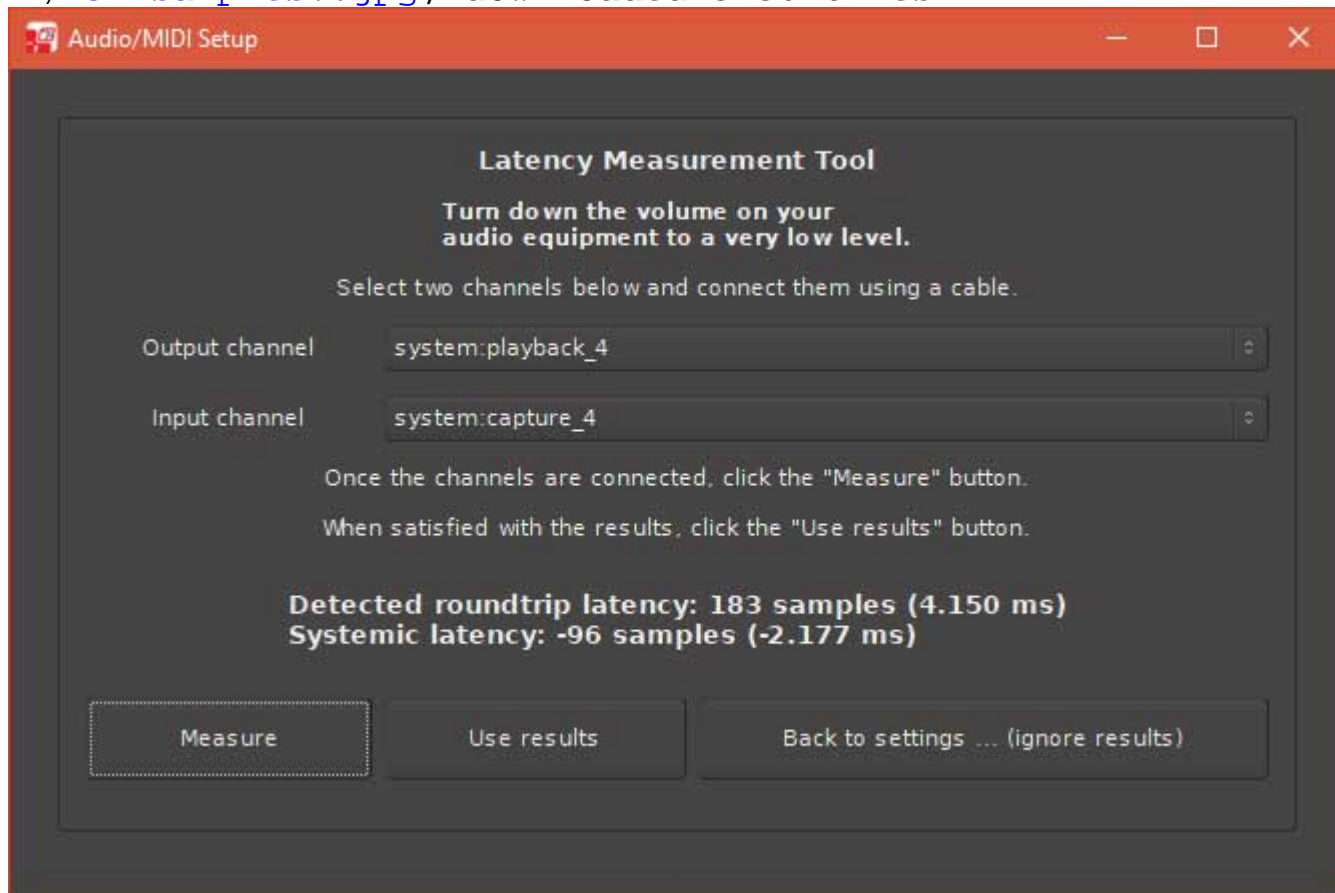 Audio/MIDI Setup
Latency Measurement Tool
Turn down the volume on your
audio equipment to a very low level.
Select two channels below and connect them using a cable.
Output channel system:playback_4
Input channel system:capture_4
Once the channels are connected, click the "Measure" button.
When satisfied with the results, click the "Use results" button.
Detected roundtrip latency: 183 samples (4.150 ms)
Systemic latency: -96 samples (-2.177 ms)
Measure Use results Back to settings ... (ignore results)